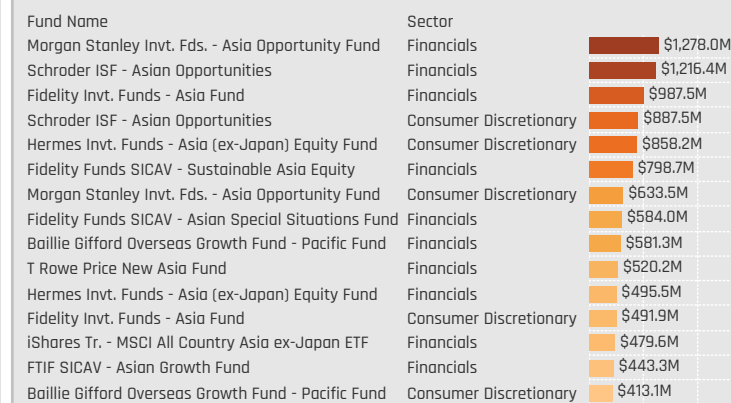 Fund Name Sector
Morgan Stanley Invt. Fds. - Asia Opportunity Fund Financials $1,278.0M
Schroder ISF - Asian Opportunities Financials $1,216.4M
Fidelity Invt. Funds - Asia Fund Financials $987.5M
Schroder ISF - Asian Opportunities Consumer Discretionary $887.5M
Hermes Invt. Funds - Asia (ex-Japan) Equity Fund Consumer Discretionary $858.2M
Fidelity Funds SICAV - Sustainable Asia Equity Financials $798.7M
Morgan Stanley Invt. Fds. - Asia Opportunity Fund Consumer Discretionary $633.5M
Fidelity Funds SICAV - Asian Special Situations Fund Financials $584.0M
Baillie Gifford Overseas Growth Fund - Pacific Fund Financials $581.3M
T Rowe Price New Asia Fund Financials $520.2M
Hermes Invt. Funds - Asia (ex-Japan) Equity Fund Financials $495.5M
Fidelity Invt. Funds - Asia Fund Consumer Discretionary $491.9M
iShares Tr. - MSCI All Country Asia ex-Japan ETF Financials $479.6M
FTIF SICAV - Asian Growth Fund Financials $443.3M
Baillie Gifford Overseas Growth Fund - Pacific Fund Consumer Discretionary $413.1M